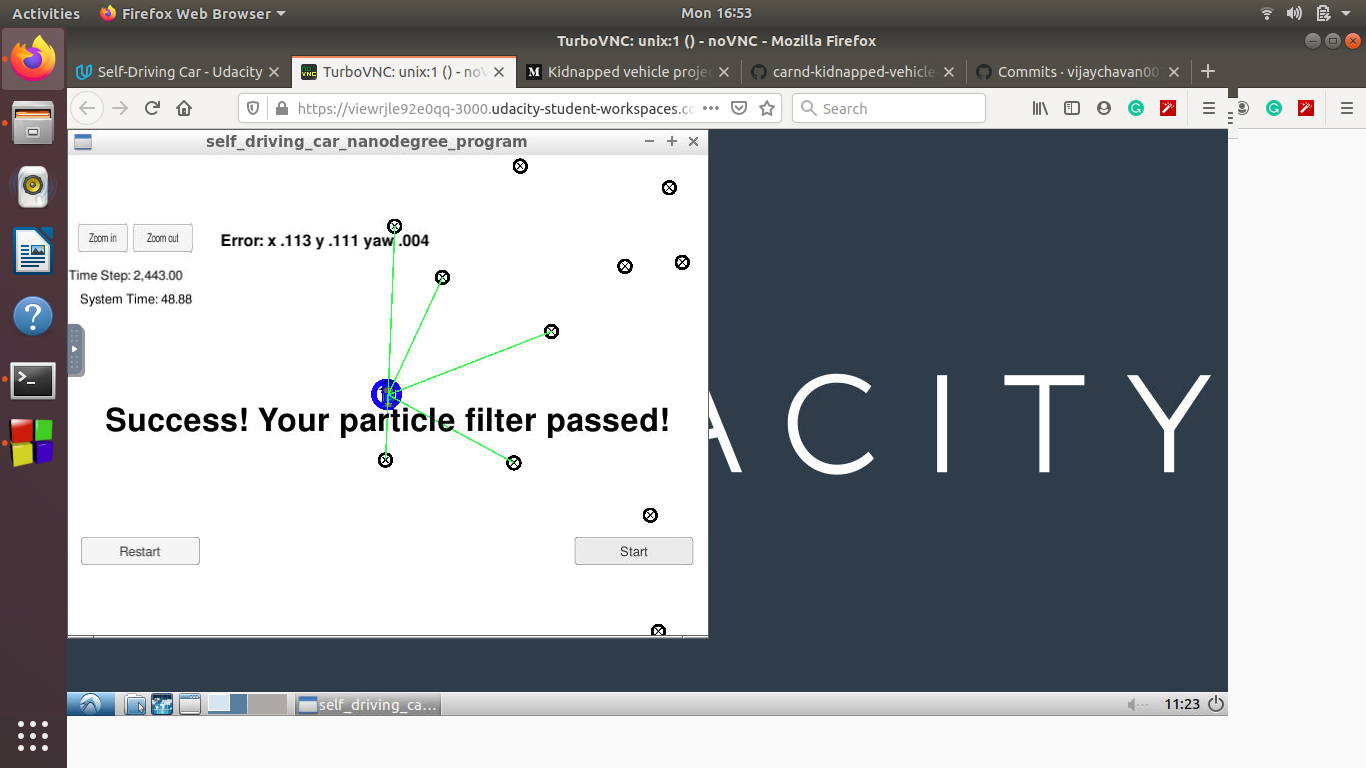 Activities Firefox Web Browser Mon 16:53
TurboVNC: unix:1 () - noVNC - Mozilla Firefox
Self-Driving Car - Udacity TurboVNC: unix:1 () - noV Kidnapped vehicle proje carnd-kidnapped-vehicle Commits · vijaychavan00
https://viewrjle92e0qq-3000.udacity-student-workspaces.co Search
self_driving_car_nanodegree_program
Zoom in Zoom out Error: x .113 y .111 yaw .004
Time Step: 2,443.00
System Time: 48.88
Success! Your particle filter passed!
ACITY
Restart Start
self_driving_ca... 11:23